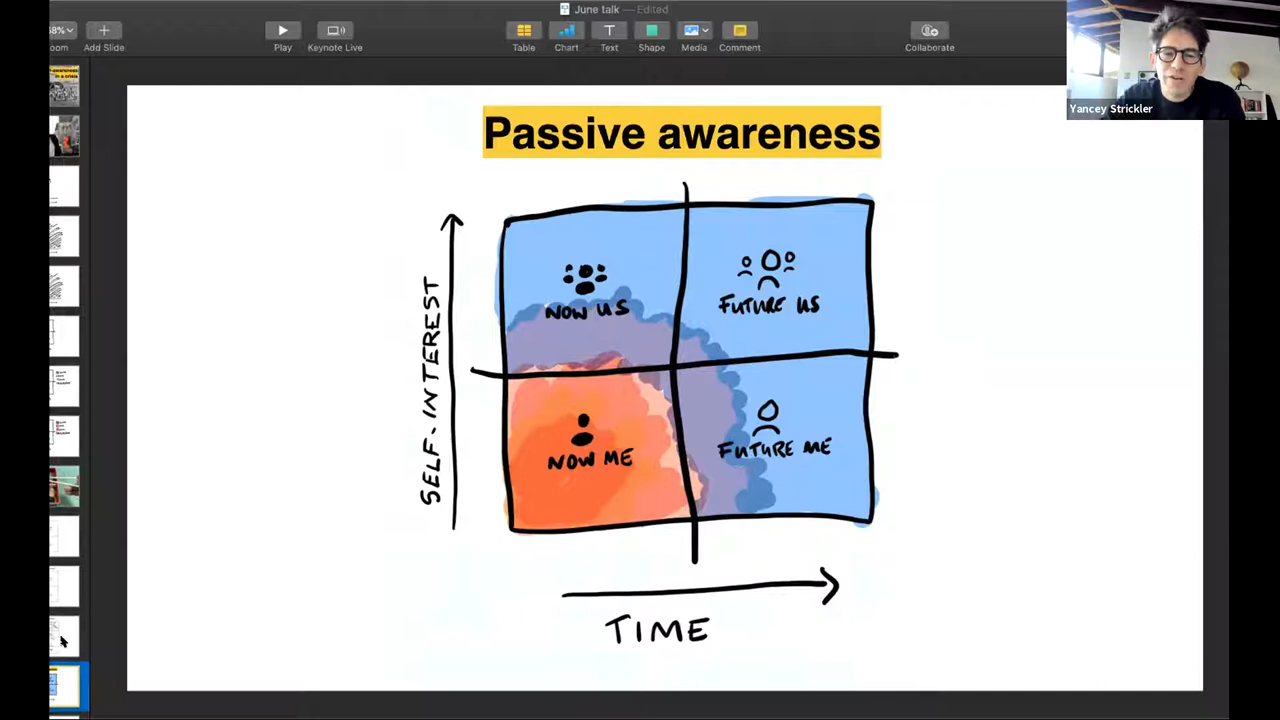 June talk — Edited
Add Slide
Play
Keynote Live
Table
Chart
Text
Shape
Media
Comment
Collaborate
Yancey Strickler
Passive awareness
SELF-INTEREST
NOW US
FUTURE US
NOW ME
FUTURE ME
TIME